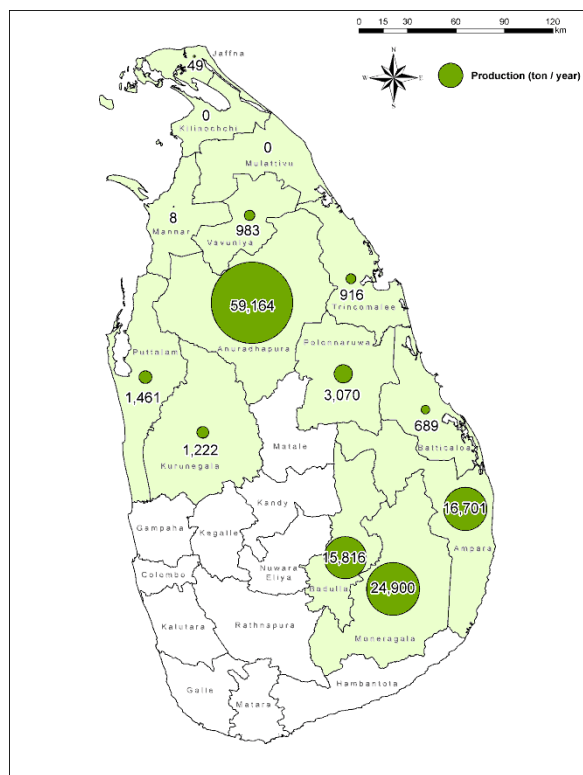 0 30 60 90 120
km
N
W E
S
Production (ton / year)
Jaffna
49
0
Kilinochchi
0
Mulattivu
8
Mannar
983
Vavuniya
59,164
Anuradhapura
916
Trincomalee
Puttalam
1,461
Polonnaruwa
3,070
689
Batticaloa
1,222
Kurunegala
Matale
Kandy
16,701
Ampara
Gampaha
Kegalle
15,816
Badulla
Nuwara
Eliya
24,900
Moneragala
Colombo
Kalutara
Rathnapura
Hambantota
Galle
Matara